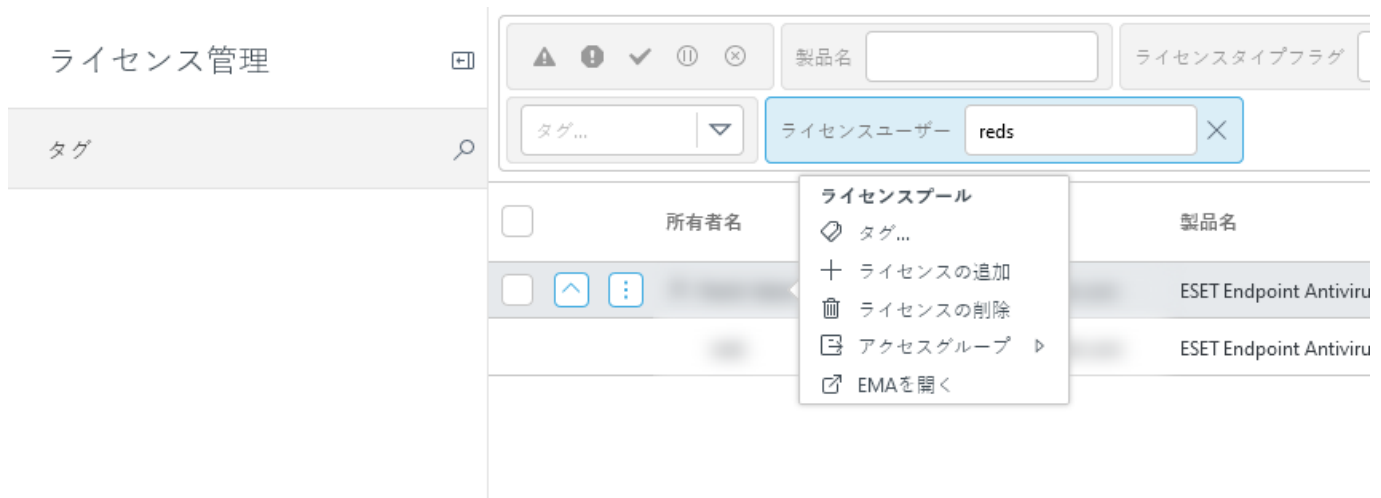 ライセンス管理
製品名
ライセンスタイプフラグ
タグ
タグ...
ライセンスユーザー reds
ライセンスプール
所有者名
製品名
タグ...
ライセンスの追加
ESET Endpoint Antiviru
ライセンスの削除
アクセスグループ
ESET Endpoint Antiviru
EMAを開く